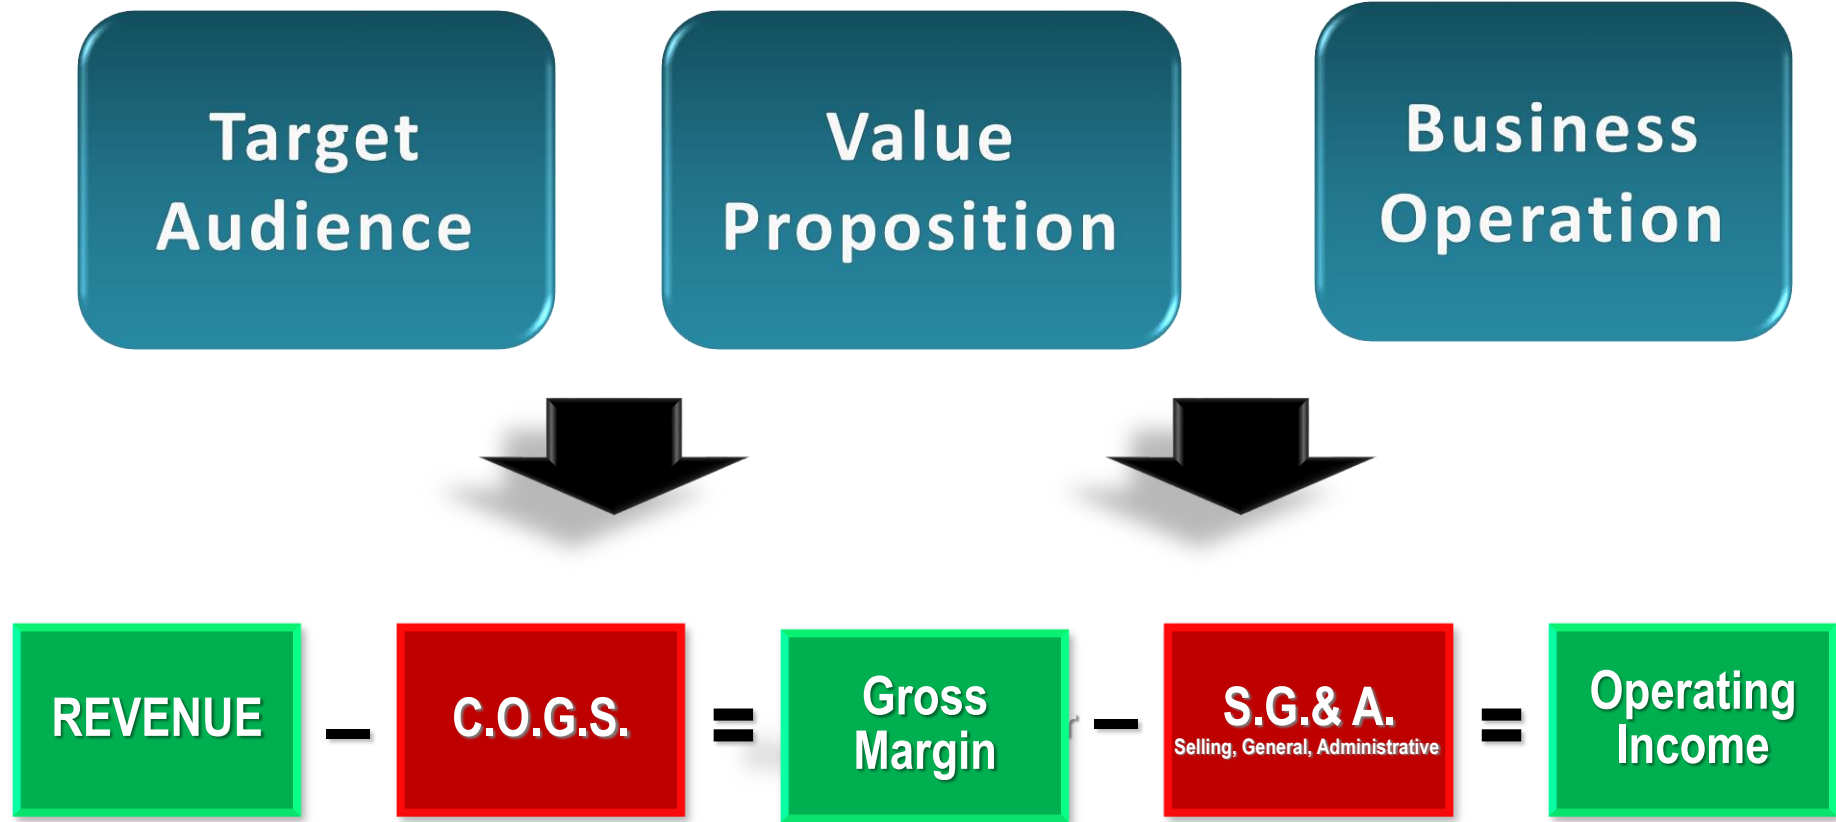 Target
Audience
Value
Proposition
Business
Operation
REVENUE
–
C.O.G.S.
=
Gross
Margin
–
S.G.& A.
Selling, General, Administrative
=
Operating
Income